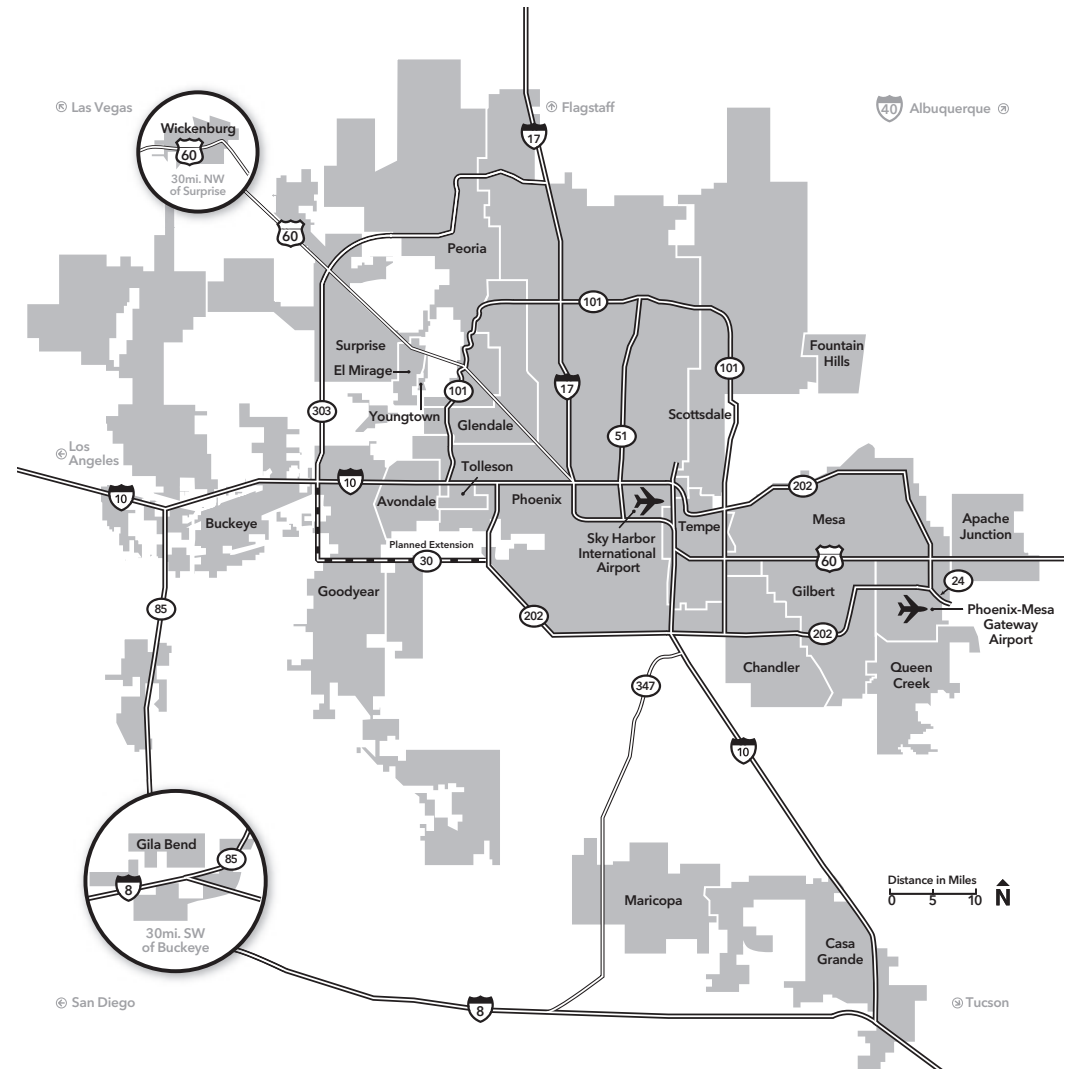 Las Vegas
Flagstaff
40
Albuquerque
Wickenburg
60
30mi. NW
of Surprise
17
60
Peoria
101
Surprise
El Mirage
Fountain
Hills
101
17
101
303
Youngtown
Glendale
Scottsdale
51
Los
Angeles
Tolleson
10
10
Avondale
Phoenix
202
Buckeye
Tempe
Mesa
Apache
Junction
Sky Harbor
International
Airport
Planned Extension
30
60
24
Goodyear
Gilbert
85
202
Phoenix-Mesa
Gateway
Airport
202
Chandler
Queen
Creek
347
10
Gila Bend
85
8
30mi. SW
of Buckeye
Distance in Miles
0 5 10
N
Maricopa
Casa
Grande
San Diego
8
Tucson